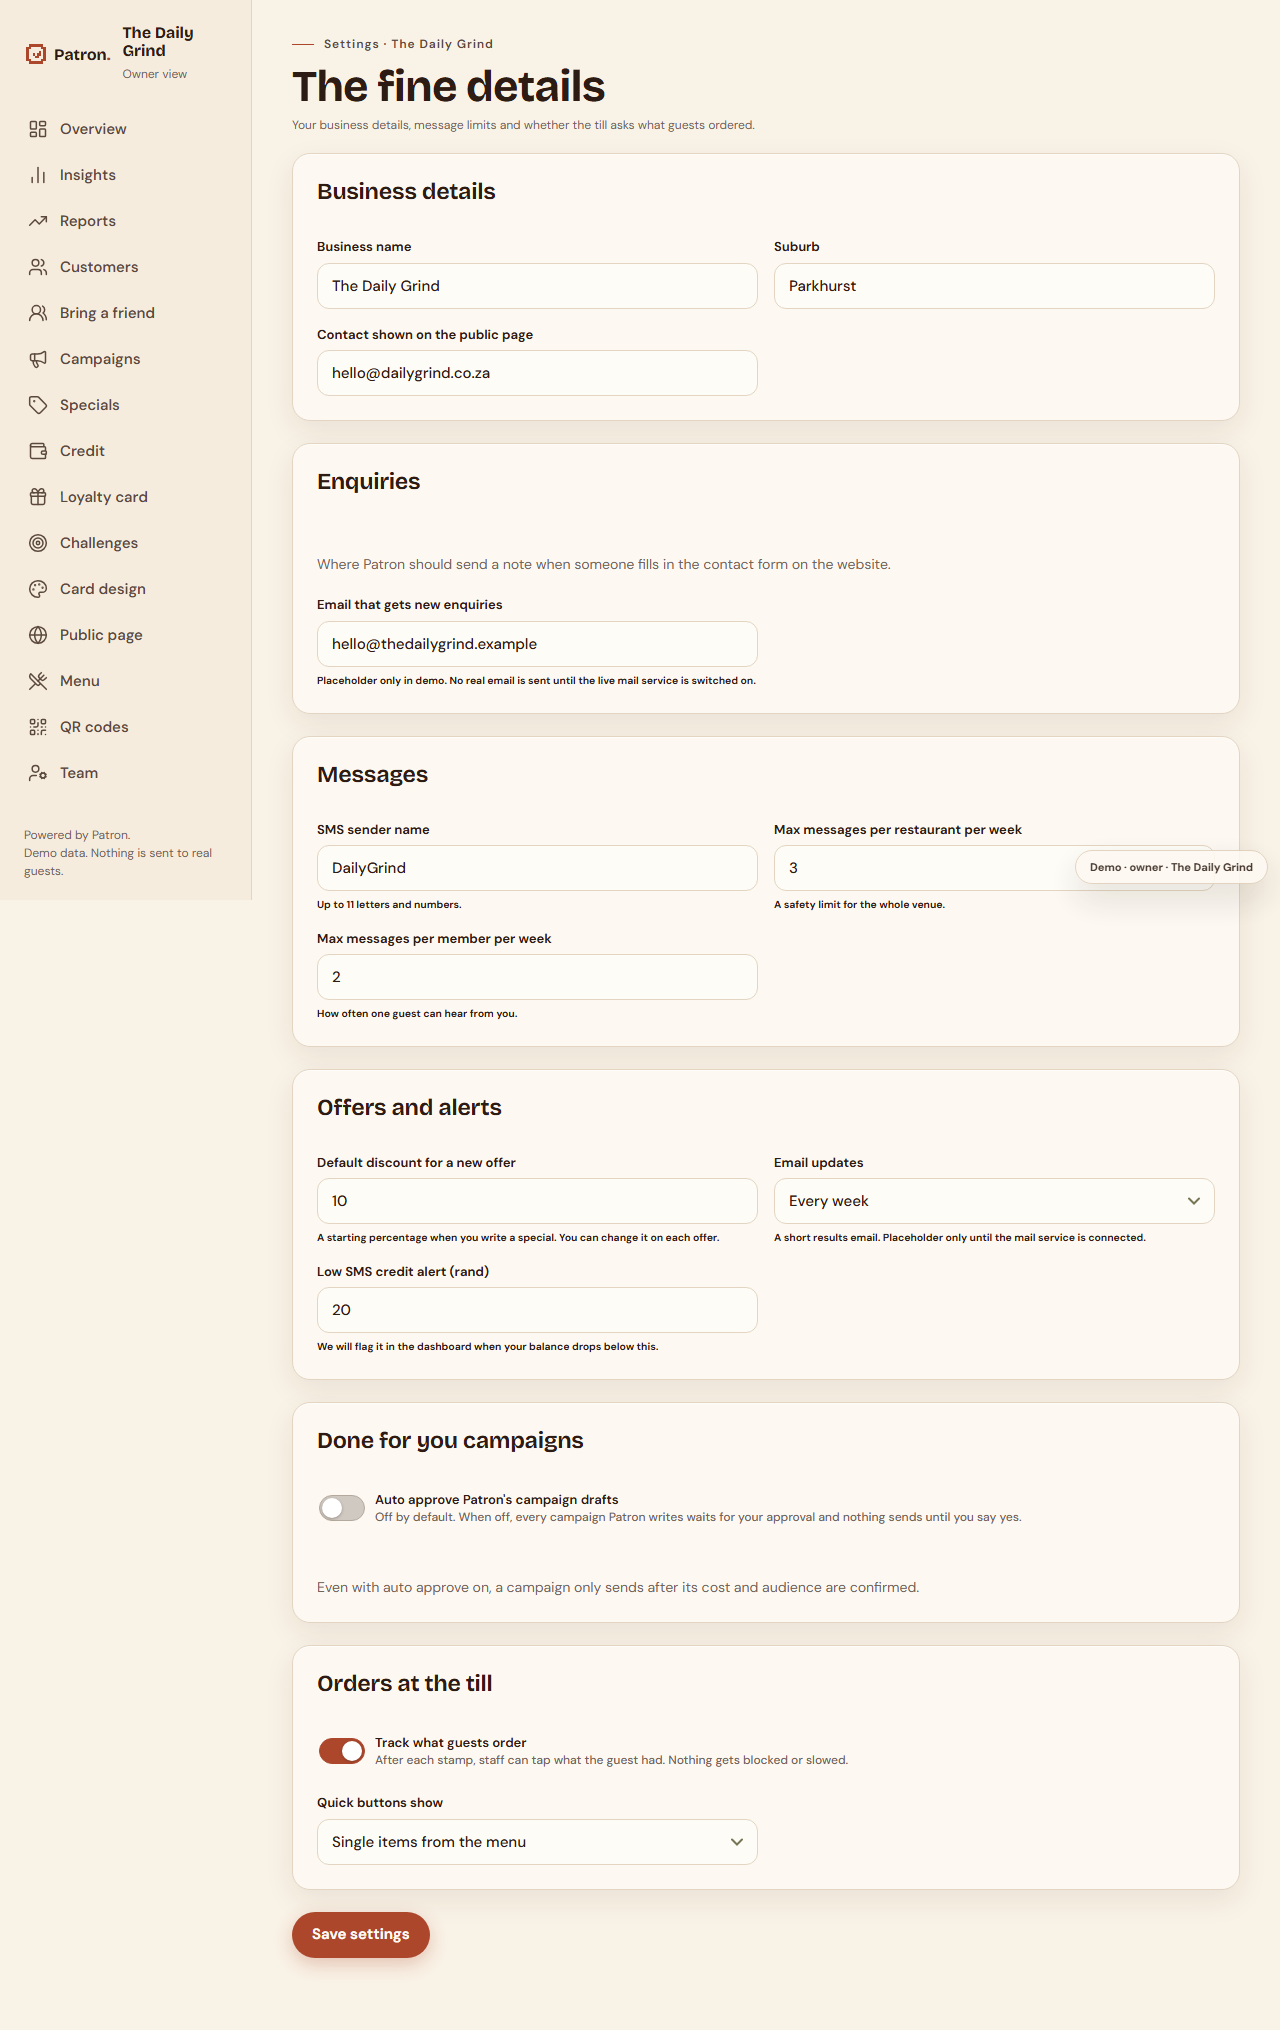 Patron.
The Daily
Grind
Owner view
Overview
Insights
Reports
Customers
Bring a friend
Campaigns
Specials
Credit
Loyalty card
Challenges
Card design
Public page
Menu
QR codes
Team
Powered by Patron.
Demo data. Nothing is sent to real
guests.
Settings · The Daily Grind
The fine details
Your business details, message limits and whether the till asks what guests ordered.
Business details
Business name
Suburb
The Daily Grind
Parkhurst
Contact shown on the public page
hello@dailygrind.co.za
Enquiries
Where Patron should send a note when someone fills in the contact form on the website.
Email that gets new enquiries
hello@thedailygrind.example
Placeholder only in demo. No real email is sent until the live mail service is switched on.
Messages
SMS sender name
Max messages per restaurant per week
DailyGrind
3
Demo · owner · The Daily Grind
Up to 11 letters and numbers.
A safety limit for the whole venue.
Max messages per member per week
2
How often one guest can hear from you.
Offers and alerts
Default discount for a new offer
Email updates
10
Every week
A starting percentage when you write a special. You can change it on each offer.
A short results email. Placeholder only until the mail service is connected.
Low SMS credit alert (rand)
20
We will flag it in the dashboard when your balance drops below this.
Done for you campaigns
Auto approve Patron's campaign drafts
Off by default. When off, every campaign Patron writes waits for your approval and nothing sends until you say yes.
Even with auto approve on, a campaign only sends after its cost and audience are confirmed.
Orders at the till
Track what guests order
After each stamp, staff can tap what the guest had. Nothing gets blocked or slowed.
Quick buttons show
Single items from the menu
Save settings